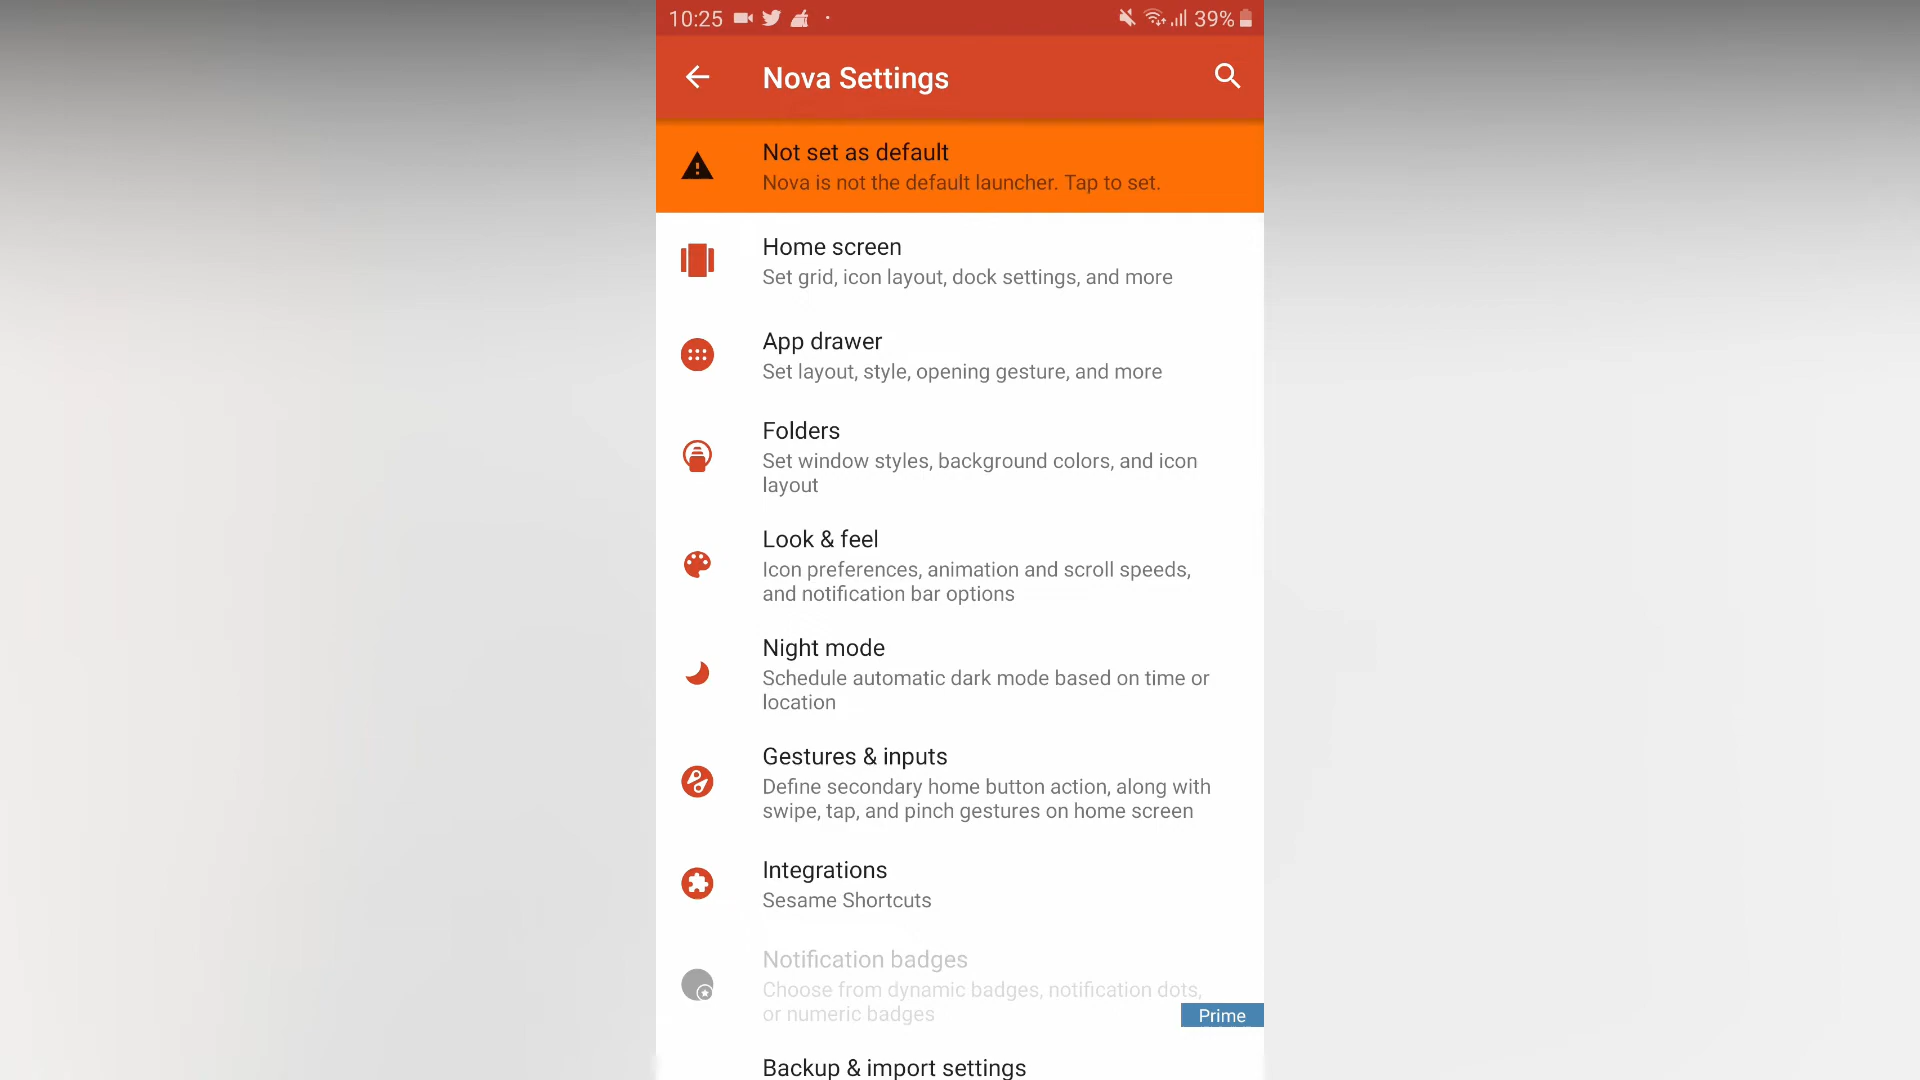 10:25
39%
Nova Settings
Not set as default
Nova is not the default launcher. Tap to set.
Home screen
Set grid, icon layout, dock settings, and more
App drawer
Set layout, style, opening gesture, and more
Folders
Set window styles, background colors, and icon
layout
Look & feel
Icon preferences, animation and scroll speeds,
and notification bar options
Night mode
Schedule automatic dark mode based on time or
location
Gestures & inputs
Define secondary home button action, along with
swipe, tap, and pinch gestures on home screen
Integrations
Sesame Shortcuts
Notification badges
Choose from dynamic badges, notification dots,
or numeric badges
Prime
Backup & import settings